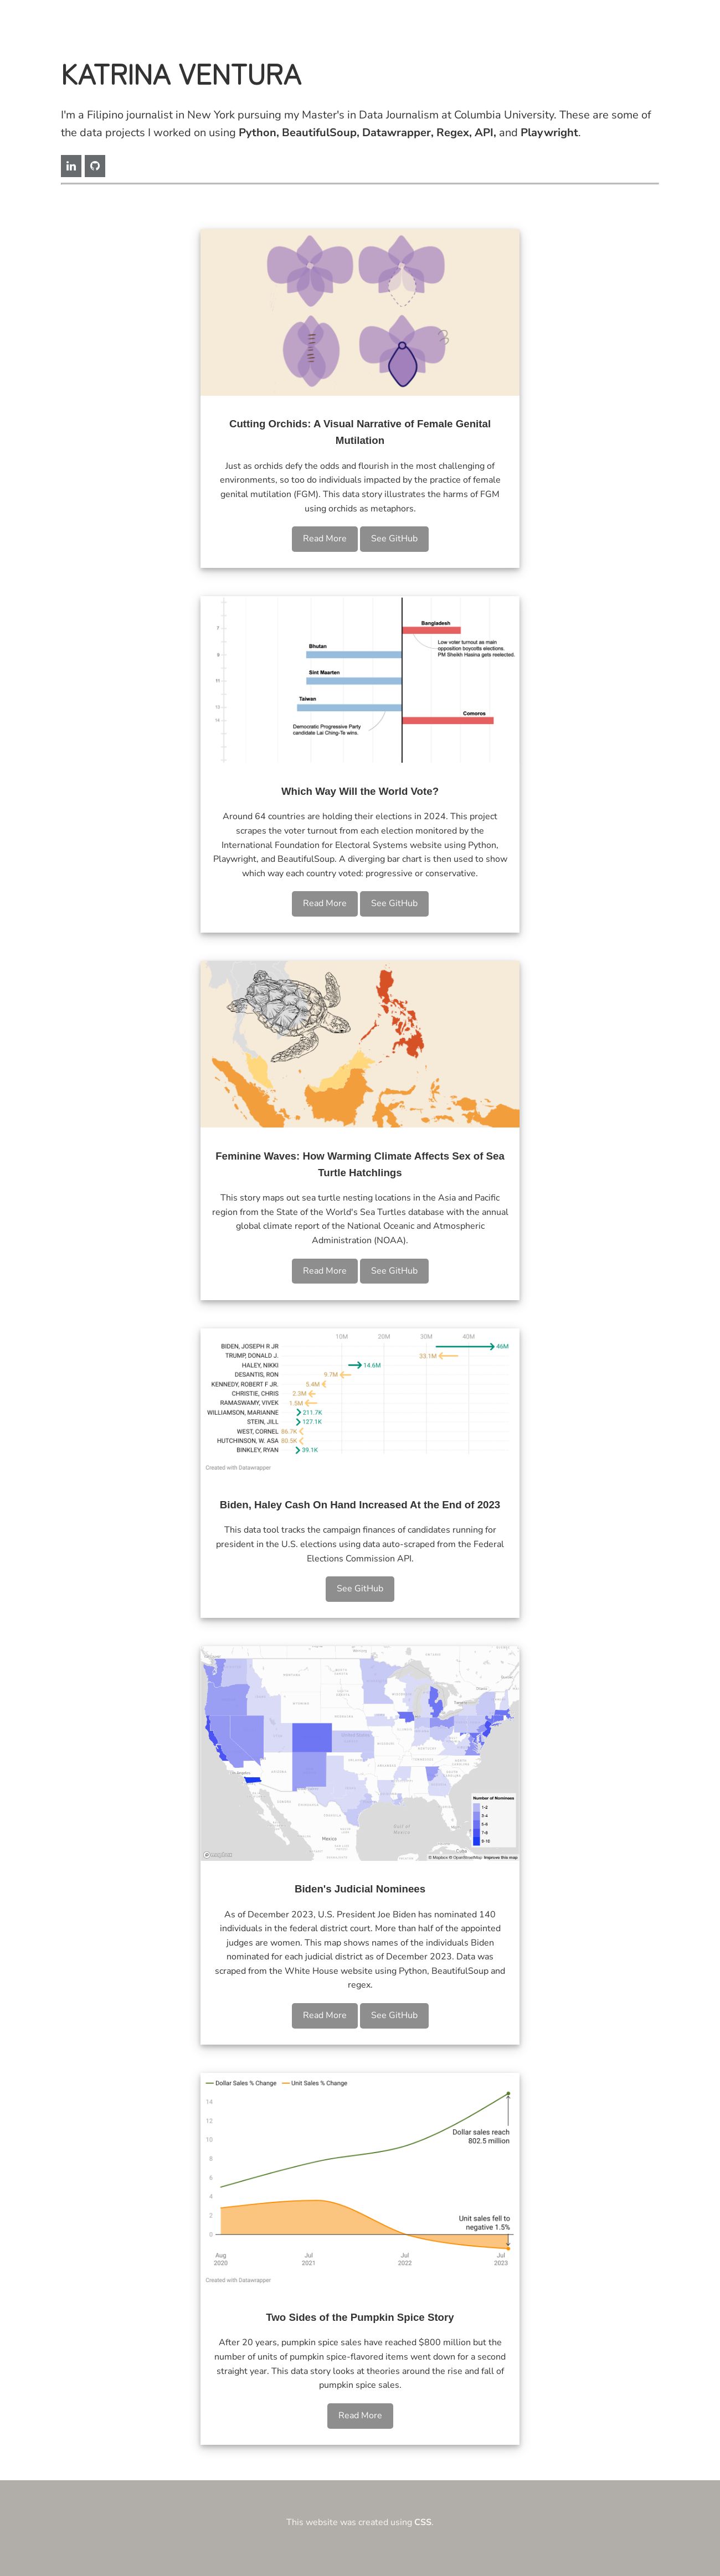 KATRINA VENTURA
I'm a Filipino journalist in New York pursuing my Master's in Data Journalism at Columbia University. These are some of
the data projects I worked on using Python, BeautifulSoup, Datawrapper, Regex, API, and Playwright.
in
Cutting Orchids: A Visual Narrative of Female Genital
Mutilation
Just as orchids defy the odds and flourish in the most challenging of
environments, so too do individuals impacted by the practice of female
genital mutilation (FGM). This data story illustrates the harms of FGM
using orchids as metaphors.
Read More See GitHub
Bangladesh
7
Low voter turnout as main
opposition boycotts elections.
PM Sheikh Hasina gets reelected.
Bhutan
9
Sint Maarten
11
Taiwan
13
Comoros
14
Democratic Progressive Party
candidate Lai Ching-Te wins.
Which Way Will the World Vote?
Around 64 countries are holding their elections in 2024. This project
scrapes the voter turnout from each election monitored by the
International Foundation for Electoral Systems website using Python,
Playwright, and BeautifulSoup. A diverging bar chart is then used to show
which way each country voted: progressive or conservative.
Read More See GitHub
Feminine Waves: How Warming Climate Affects Sex of Sea
Turtle Hatchlings
This story maps out sea turtle nesting locations in the Asia and Pacific
region from the State of the World's Sea Turtles database with the annual
global climate report of the National Oceanic and Atmospheric
Administration (NOAA).
Read More See GitHub
10M 20M 30M 40M
BIDEN, JOSEPH R JR 46M
TRUMP, DONALD J. 33.1M
HALEY, NIKKI 14.6M
DESANTIS, RON 9.7M
KENNEDY, ROBERT F JR. 5.4M
CHRISTIE, CHRIS 2.3M
RAMASWAMY, VIVEK 1.5M
WILLIAMSON, MARIANNE 211.7K
STEIN, JILL 127.1K
WEST, CORNEL 86.7K
HUTCHINSON, W. ASA 80.5K
BINKLEY, RYAN 39.1K
Created with Datawrapper
Biden, Haley Cash On Hand Increased At the End of 2023
This data tool tracks the campaign finances of candidates running for
president in the U.S. elections using data auto-scraped from the Federal
Elections Commission API.
See GitHub
Number of Nominees
1-2
3-4
5-6
7-8
Mexico
Gulf of
Mexico
Cuba
© Mapbox © OpenStreetMap Improve this map
Biden's Judicial Nominees
As of December 2023, U.S. President Joe Biden has nominated 140
individuals in the federal district court. More than half of the appointed
judges are women. This map shows names of the individuals Biden
nominated for each judicial district as of December 2023. Data was
scraped from the White House website using Python, BeautifulSoup and
regex.
Read More See GitHub
Dollar Sales % Change Unit Sales % Change
14
12
Dollar sales reach
802.5 million
10
8
6
4
2
Unit sales fell to
negative 1.5%
0
Aug Jul Jul Jul
2020 2021 2022 2023
Created with Datawrapper
Two Sides of the Pumpkin Spice Story
After 20 years, pumpkin spice sales have reached $800 million but the
number of units of pumpkin spice-flavored items went down for a second
straight year. This data story looks at theories around the rise and fall of
pumpkin spice sales.
Read More
This website was created using CSS.